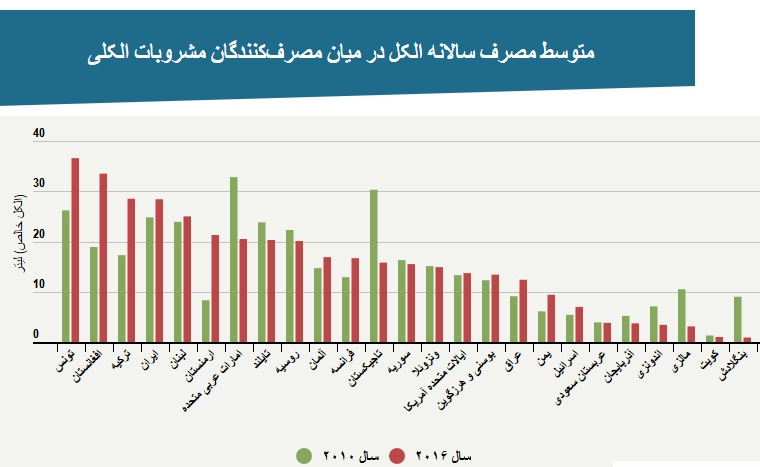 متوسط مصرف سالانه الکل در میان مصرف‌کنندگان مشروبات الکلی
لیتر (الکل خالص)
40
30
20
10
0
تونس
افغانستان
ترکیه
ایران
لبنان
ارمنستان
امارات عربی متحده
تایلند
روسیه
آلمان
فرانسه
تاجیکستان
سوریه
ونزوئلا
ایالات متحده آمریکا
بوسنی و هرزگوین
عراق
یمن
اسرائیل
عربستان سعودی
آذربایجان
اندونزی
مالزی
کویت
بنگلادش
سال ۲۰۱۰
سال ۲۰۱۶